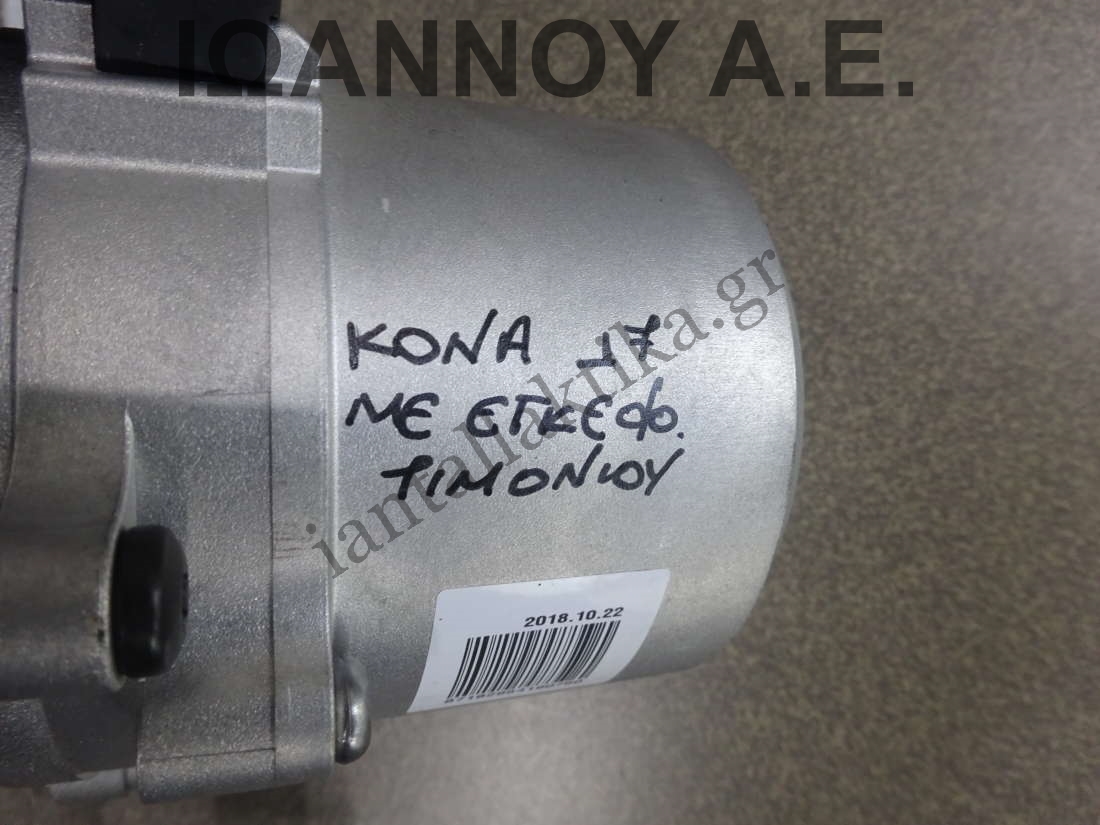 ΙΩΑΝΝΟΥ Α.Ε.
KONA 17
ΜΕ ΕΓΚΕΦ.
ΤΙΜΟΝΙΟΥ
iantallaktika.gr
2018.10.22